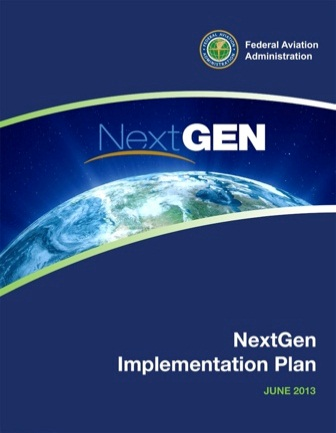 Federal Aviation
Administration
NextGEN
NextGen
Implementation Plan
JUNE 2013